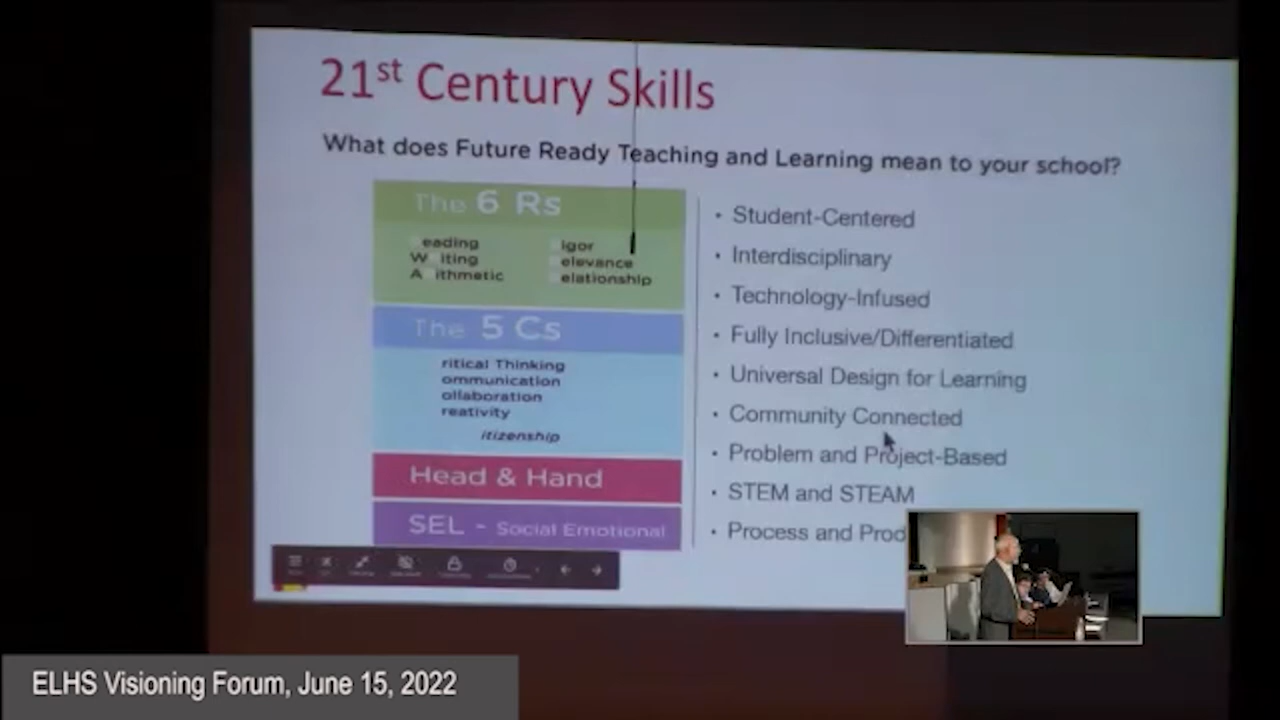 21st Century Skills
What does Future Ready Teaching and Learning mean to your school?
The 6 Rs
eading
W iting
A ithmetic
igor
elevance
elationship
The 5 Cs
ritical Thinking
ommunication
ollaboration
reativity
itizenship
Head & Hand
SEL - Social Emotional
• Student-Centered
• Interdisciplinary
• Technology-Infused
• Fully Inclusive/Differentiated
• Universal Design for Learning
• Community Connected
• Problem and Project-Based
• STEM and STEAM
• Process and Prod
ELHS Visioning Forum, June 15, 2022